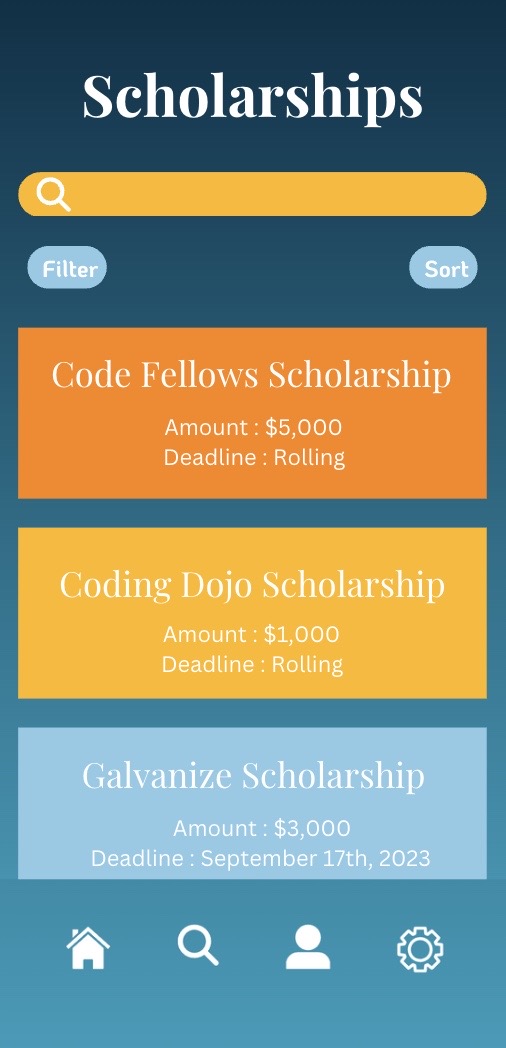 Scholarships
Filter
Sort
Code Fellows Scholarship
Amount : $5,000
Deadline : Rolling
Coding Dojo Scholarship
Amount : $1,000
Deadline : Rolling
Galvanize Scholarship
Amount : $3,000
Deadline : September 17th, 2023